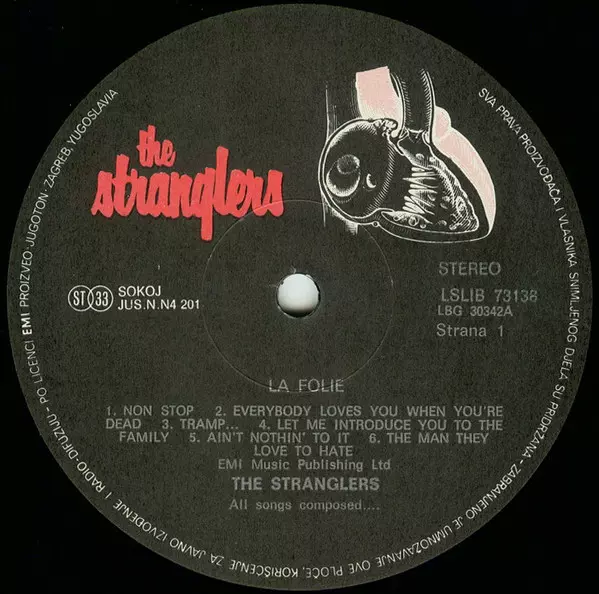 the
stranglers
STEREO
LSLIB 73138
LBG 30342A
Strana 1
ST 33
SOKOJ
JUS.N.N4 201
LA FOLIE
1. NON STOP 2. EVERYBODY LOVES YOU WHEN YOU'RE
DEAD 3. TRAMP... 4. LET ME INTRODUCE YOU TO THE
FAMILY 5. AIN'T NOTHIN' TO IT 6. THE MAN THEY
LOVE TO HATE
EMI Music Publishing Ltd
THE STRANGLERS
All songs composed....
SVA PRAVA PROIZVOĐAČA I VLASNIKA SNIMLJENOG DJELA SU PRIDRŽANA - ZABRANJENO JE UMNOŽAVANJE OVE PLOČE, KORIŠĆENJE ZA JAVNO IZVOĐENJE I RADIO-DIFUZIJU - PO LICENCI EMI PROIZVEO JUGOTON · ZAGREB, YUGOSLAVIA